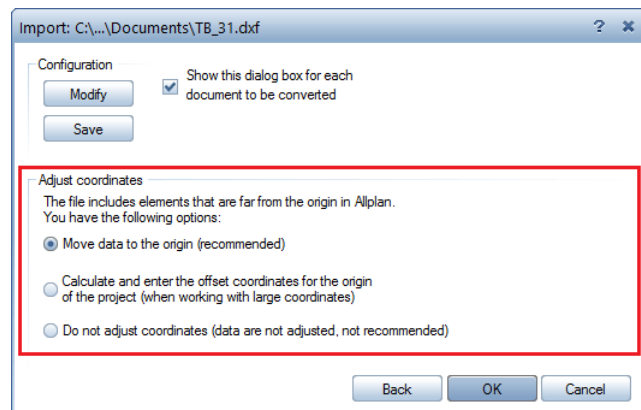 Import: C:\...\Documents\TB_31.dxf
?
Configuration
Modify
Show this dialog box for each
document to be converted
Save
Adjust coordinates
The file includes elements that are far from the origin in Allplan.
You have the following options:
Move data to the origin (recommended)
Calculate and enter the offset coordinates for the origin
of the project (when working with large coordinates)
Do not adjust coordinates (data are not adjusted, not recommended)
Back
OK
Cancel